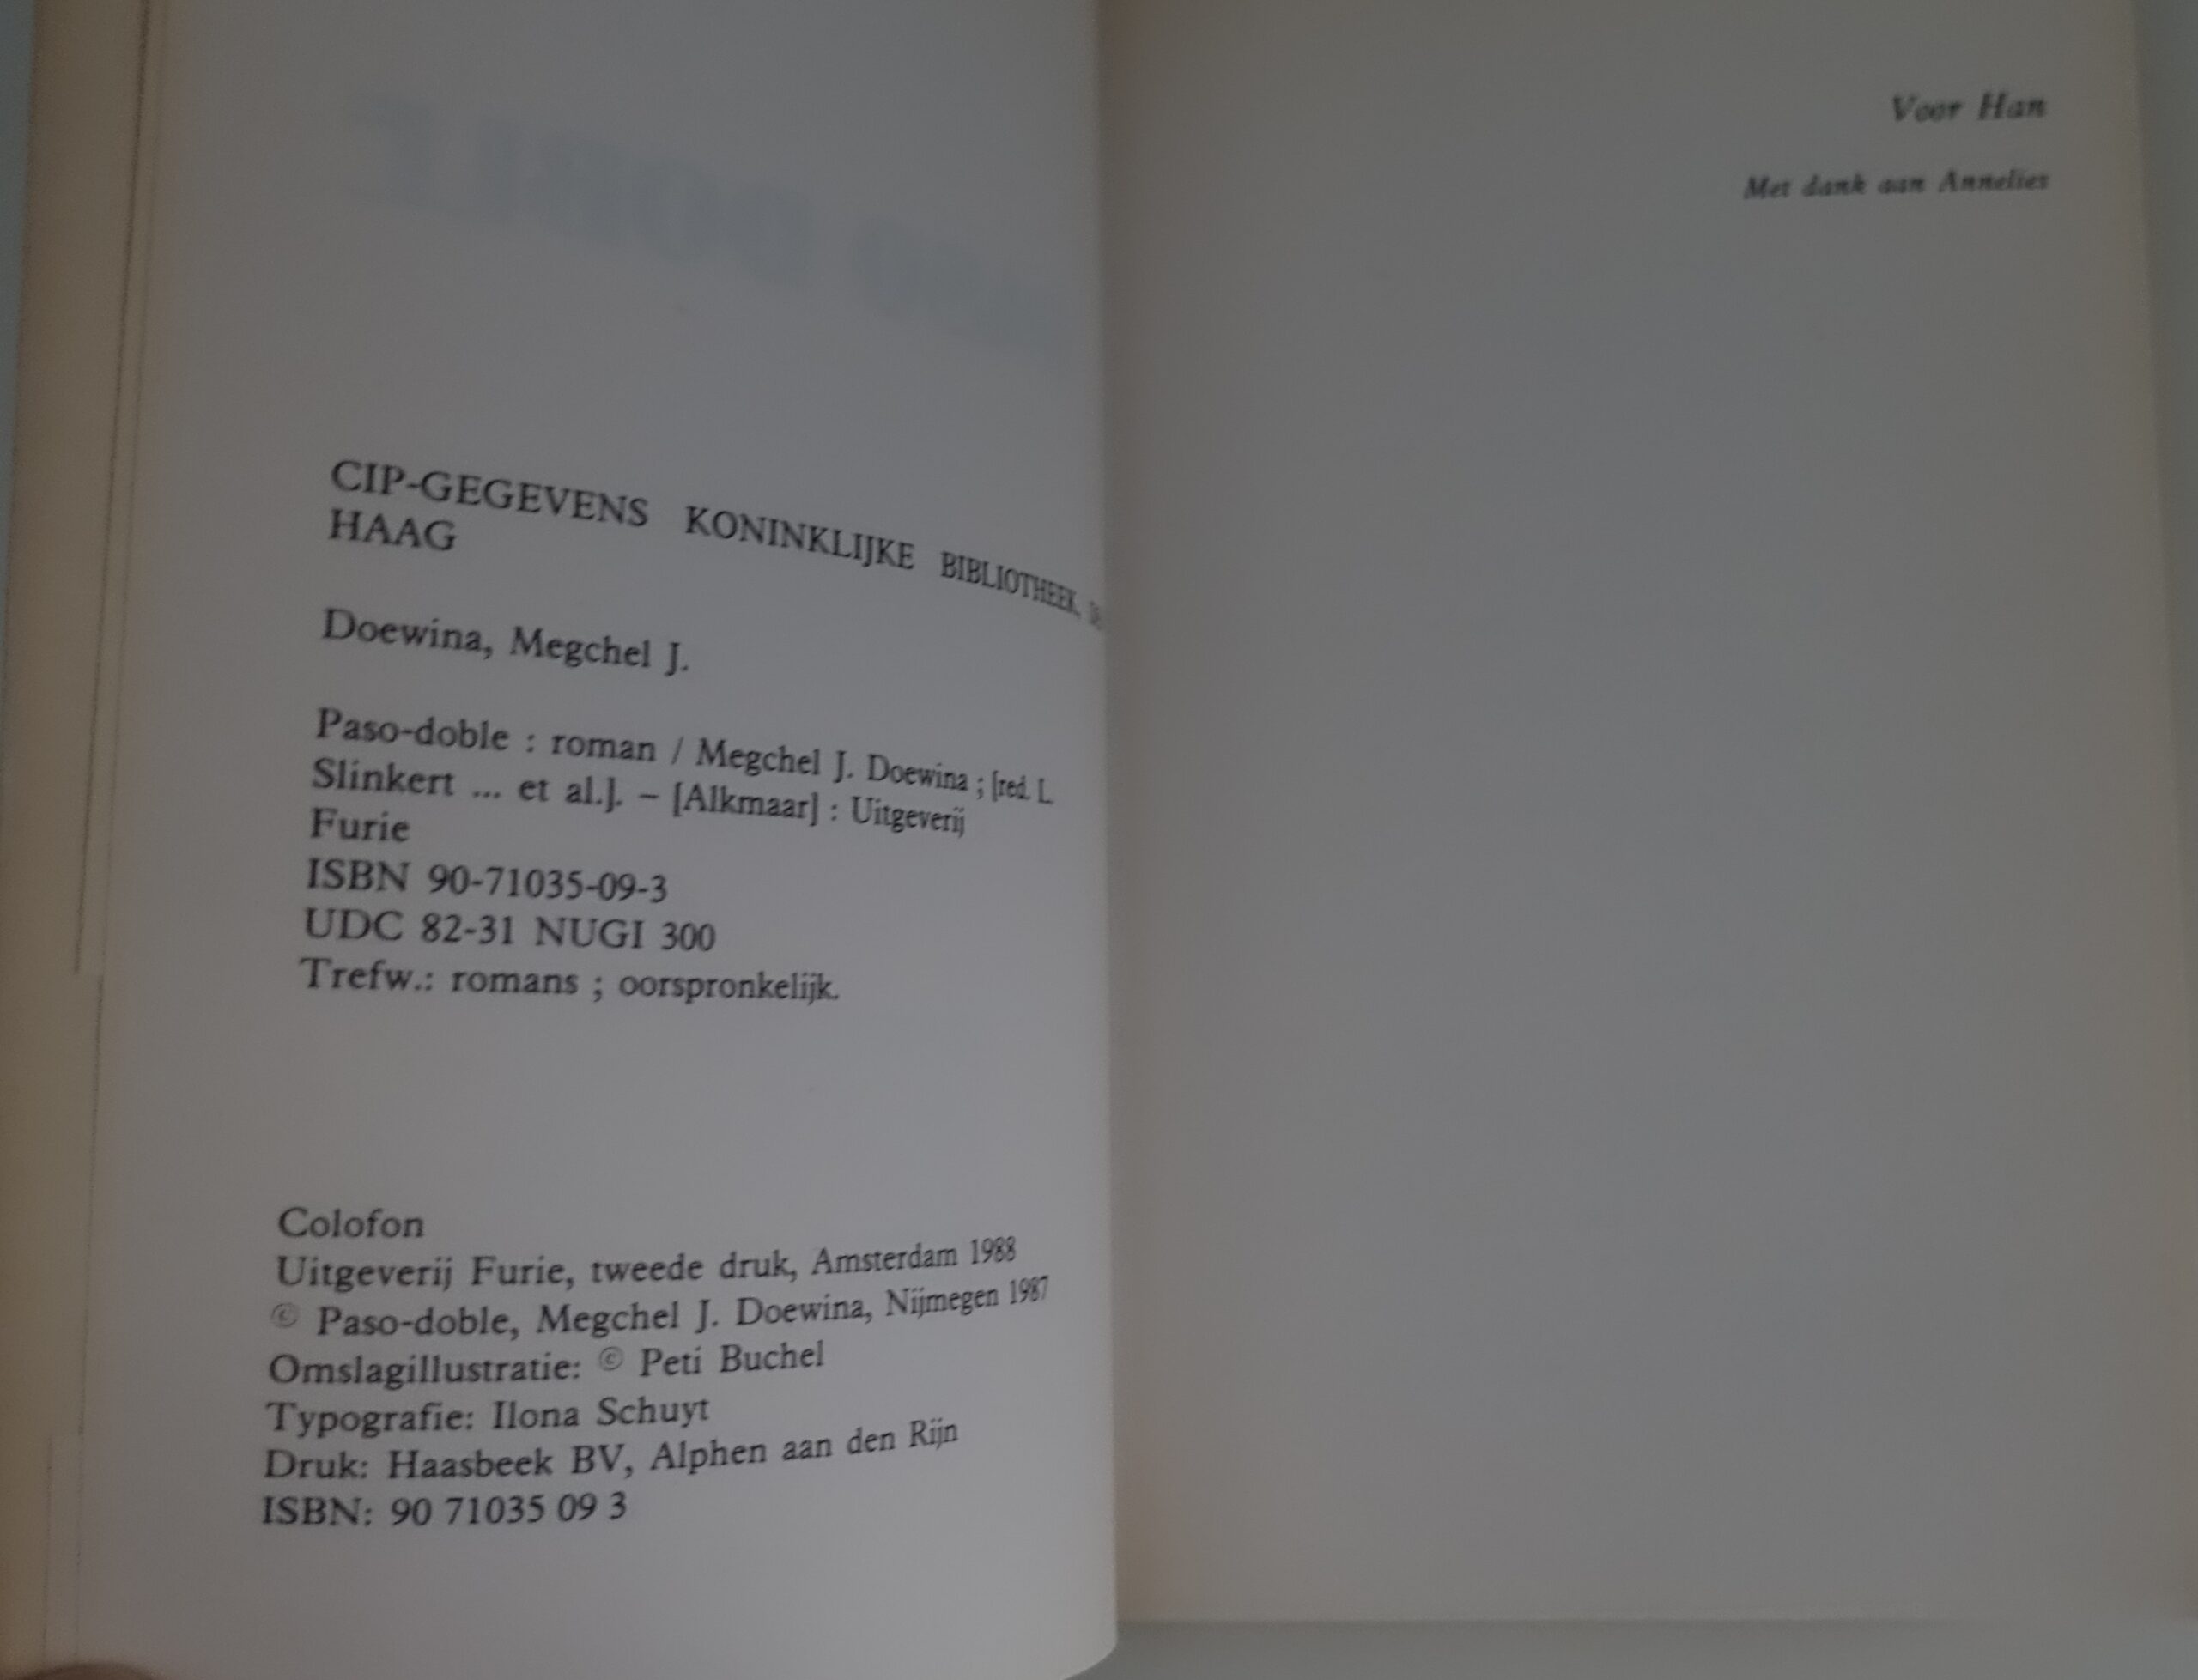 CIP-GEGEVENS KONINKLIJKE BIBLIOTHEEK,
HAAG
Doewina, Megchel J.
Paso-doble : roman / Megchel J. Doewina ; [red. L.
Slinkert ... et al.]. – [Alkmaar] : Uitgeverij
Furie
ISBN 90-71035-09-3
UDC 82-31 NUGI 300
Trefw.: romans ; oorspronkelijk.
Colofon
Uitgeverij Furie, tweede druk, Amsterdam 1988
© Paso-doble, Megchel J. Doewina, Nijmegen 1987
Omslagillustratie: © Peti Buchel
Typografie: Ilona Schuyt
Druk: Haasbeek BV, Alphen aan den Rijn
ISBN: 90 71035 09 3
Voor Han
Met dank aan Annelies